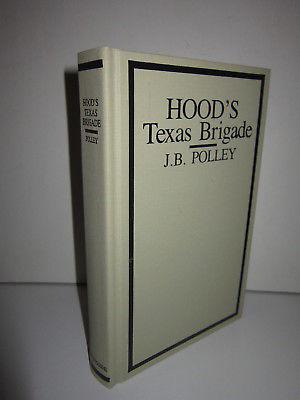 HOOD'S
TEXAS
BRIGADE
POLLEY
HOOD'S
Texas Brigade
J.B. POLLEY